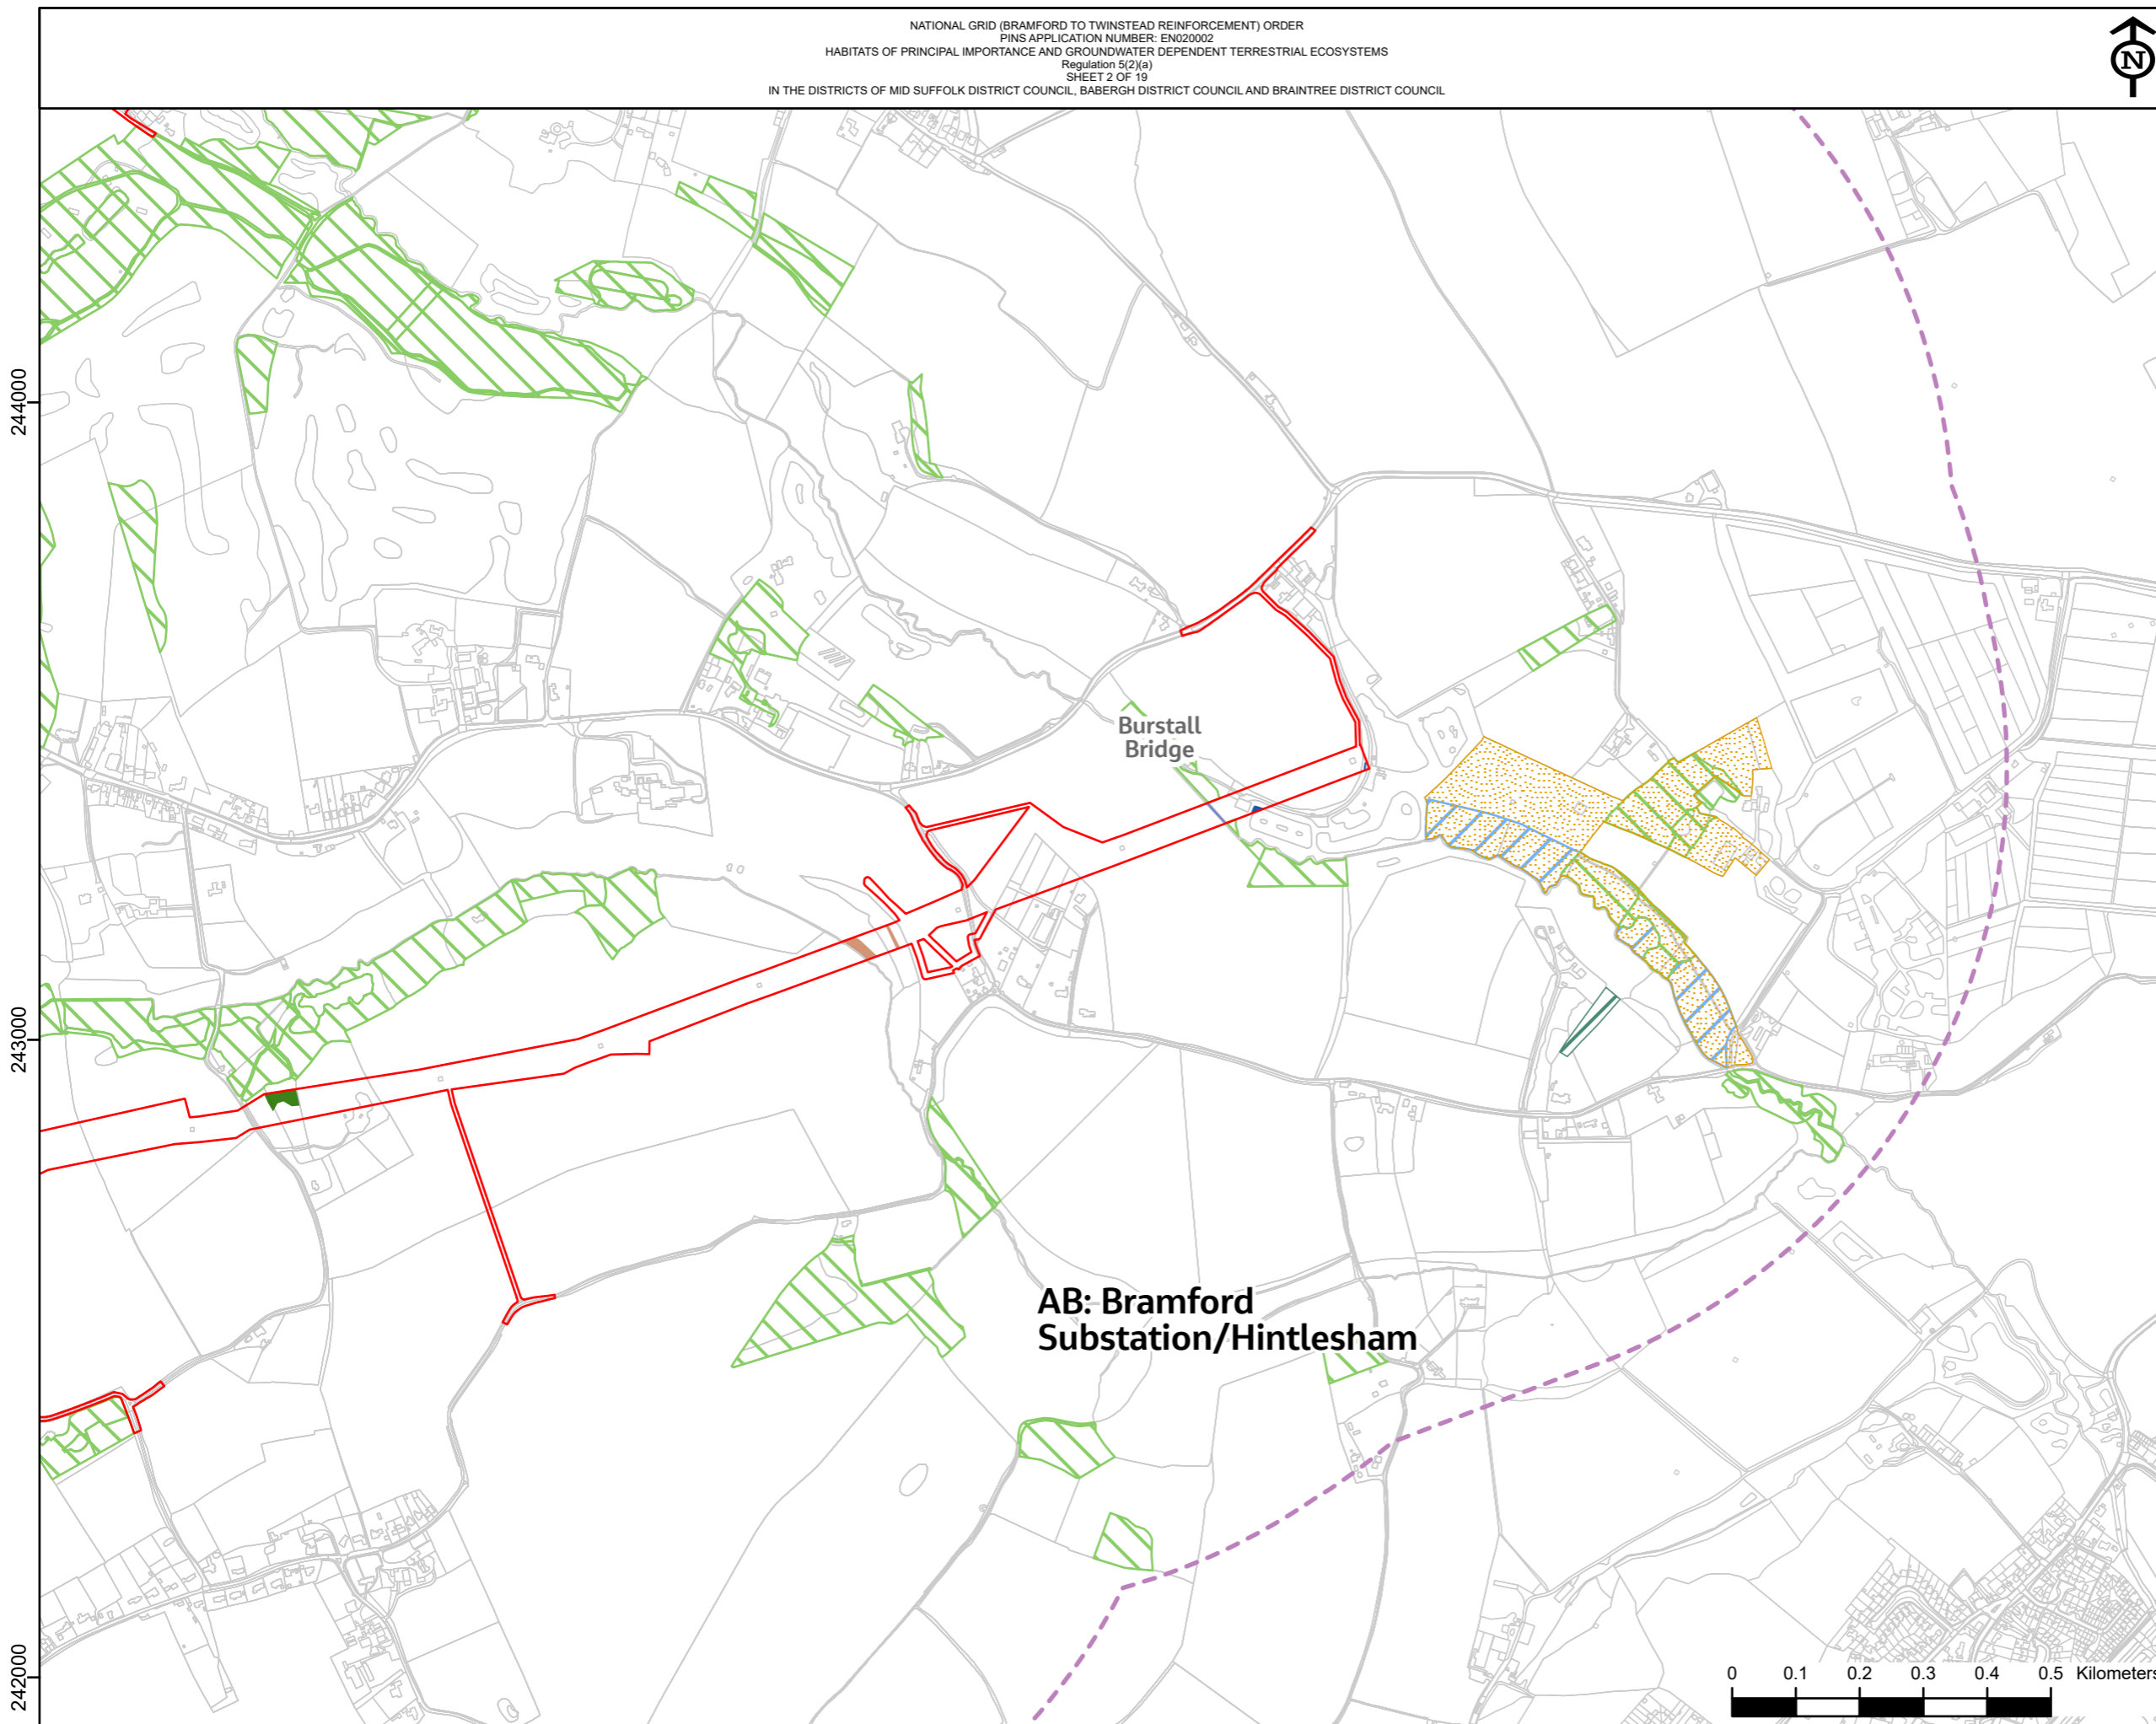 NATIONAL GRID (BRAMFORD TO TWINSTEAD REINFORCEMENT) ORDER
PINS APPLICATION NUMBER: EN020002
HABITATS OF PRINCIPAL IMPORTANCE AND GROUNDWATER DEPENDENT TERRESTRIAL ECOSYSTEMS
Regulation 5(2)(a)
SHEET 2 OF 19
IN THE DISTRICTS OF MID SUFFOLK DISTRICT COUNCIL, BABERGH DISTRICT COUNCIL AND BRAINTREE DISTRICT COUNCIL
N
244000
Burstall
Bridge
243000
AB: Bramford
Substation/Hintlesham
242000
0 0.1 0.2 0.3 0.4 0.5 Kilometers